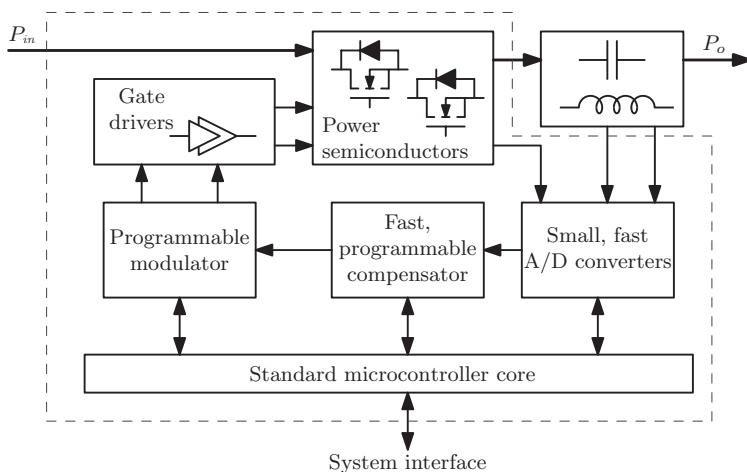 P_in
P_o
Gate
drivers
Power
semiconductors
Programmable
modulator
Fast,
programmable
compensator
Small, fast
A/D converters
Standard microcontroller core
System interface